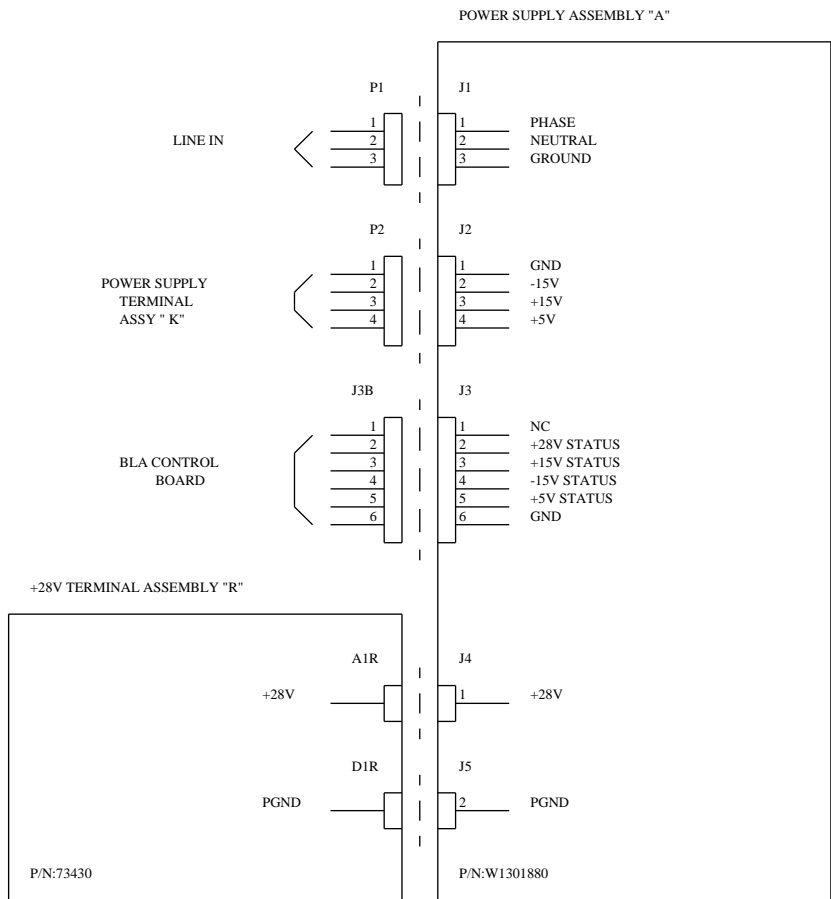 POWER SUPPLY ASSEMBLY "A"
P1
J1
LINE IN
1
2
3
1
2
3
PHASE
NEUTRAL
GROUND
P2
J2
POWER SUPPLY
TERMINAL
ASSY " K"
1
2
3
4
1
2
3
4
GND
-15V
+15V
+5V
J3B
J3
BLA CONTROL
BOARD
1
2
3
4
5
6
1
2
3
4
5
6
NC
+28V STATUS
+15V STATUS
-15V STATUS
+5V STATUS
GND
+28V TERMINAL ASSEMBLY "R"
A1R
J4
+28V
1
+28V
D1R
J5
PGND
2
PGND
P/N:73430
P/N:W1301880